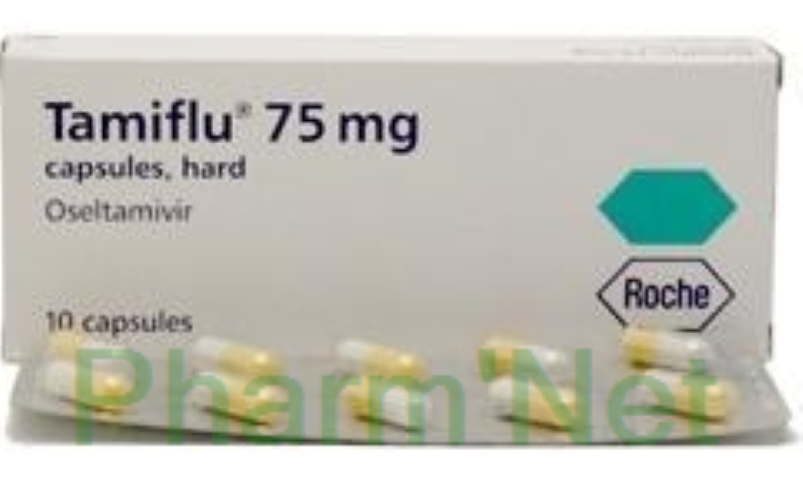 Tamiflu® 75 mg
capsules, hard
Oseltamivir
Roche
10 capsules
Pharm'Net